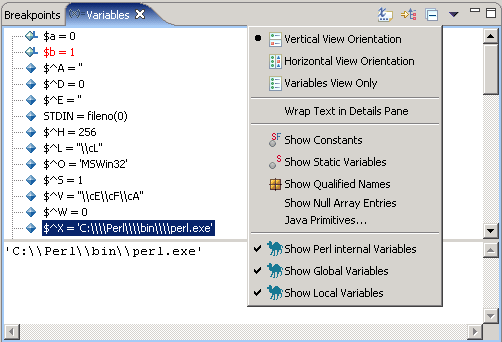 Breakpoints Variables
$a = 0
$b = 1
$^A = ''
$^D = 0
$^E = ''
STDIN = fileno(0)
$^H = 256
$^L = "\\cL"
$^O = 'MSWin32'
$^S = 1
$^V = "\\cE\\cF\\cA"
$^W = 0
$^X = 'C:\\\\Perl\\\\bin\\\\perl.exe'
'C:\\Perl\\bin\\perl.exe'
Vertical View Orientation
Horizontal View Orientation
Variables View Only
Wrap Text in Details Pane
Show Constants
Show Static Variables
Show Qualified Names
Show Null Array Entries
Java Primitives...
Show Perl internal Variables
Show Global Variables
Show Local Variables